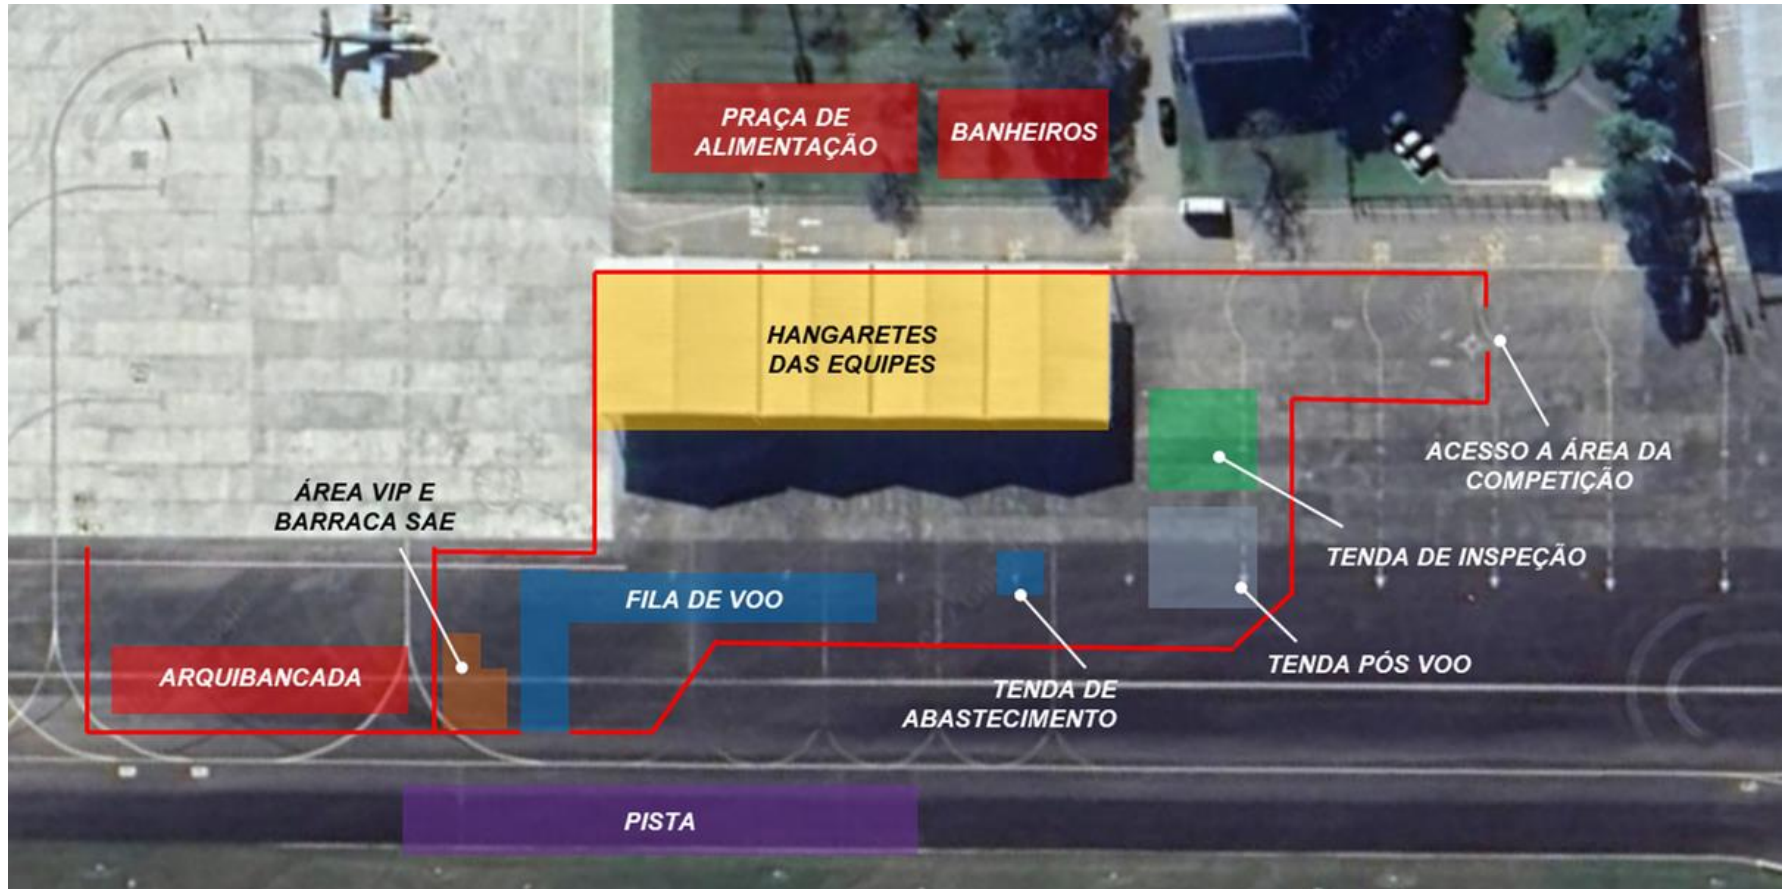 PRAÇA DE
ALIMENTAÇÃO
BANHEIROS
HANGARETES
DAS EQUIPES
ACESSO A ÁREA DA
COMPETIÇÃO
ÁREA VIP E
BARRACA SAE
TENDA DE INSPEÇÃO
FILA DE VOO
TENDA PÓS VOO
ARQUIBANCADA
TENDA DE
ABASTECIMENTO
PISTA